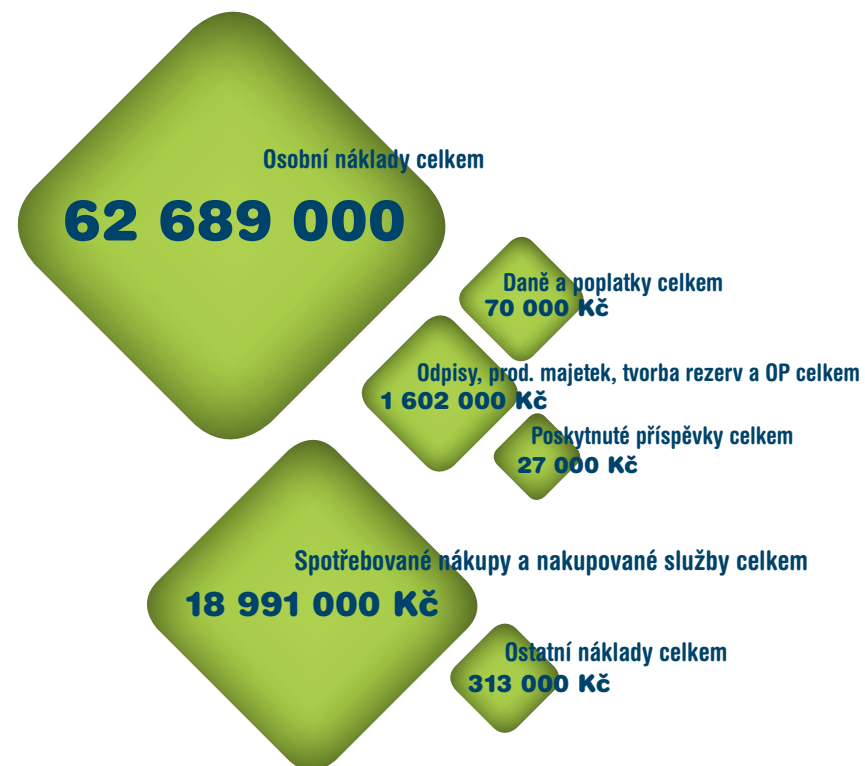 Osobní náklady celkem
62 689 000
Daně a poplatky celkem
70 000 Kč
Odpisy, prod. majetek, tvorba rezerv a OP celkem
1 602 000 Kč
Poskytnuté příspěvky celkem
27 000 Kč
Spotřebované nákupy a nakupované služby celkem
18 991 000 Kč
Ostatní náklady celkem
313 000 Kč